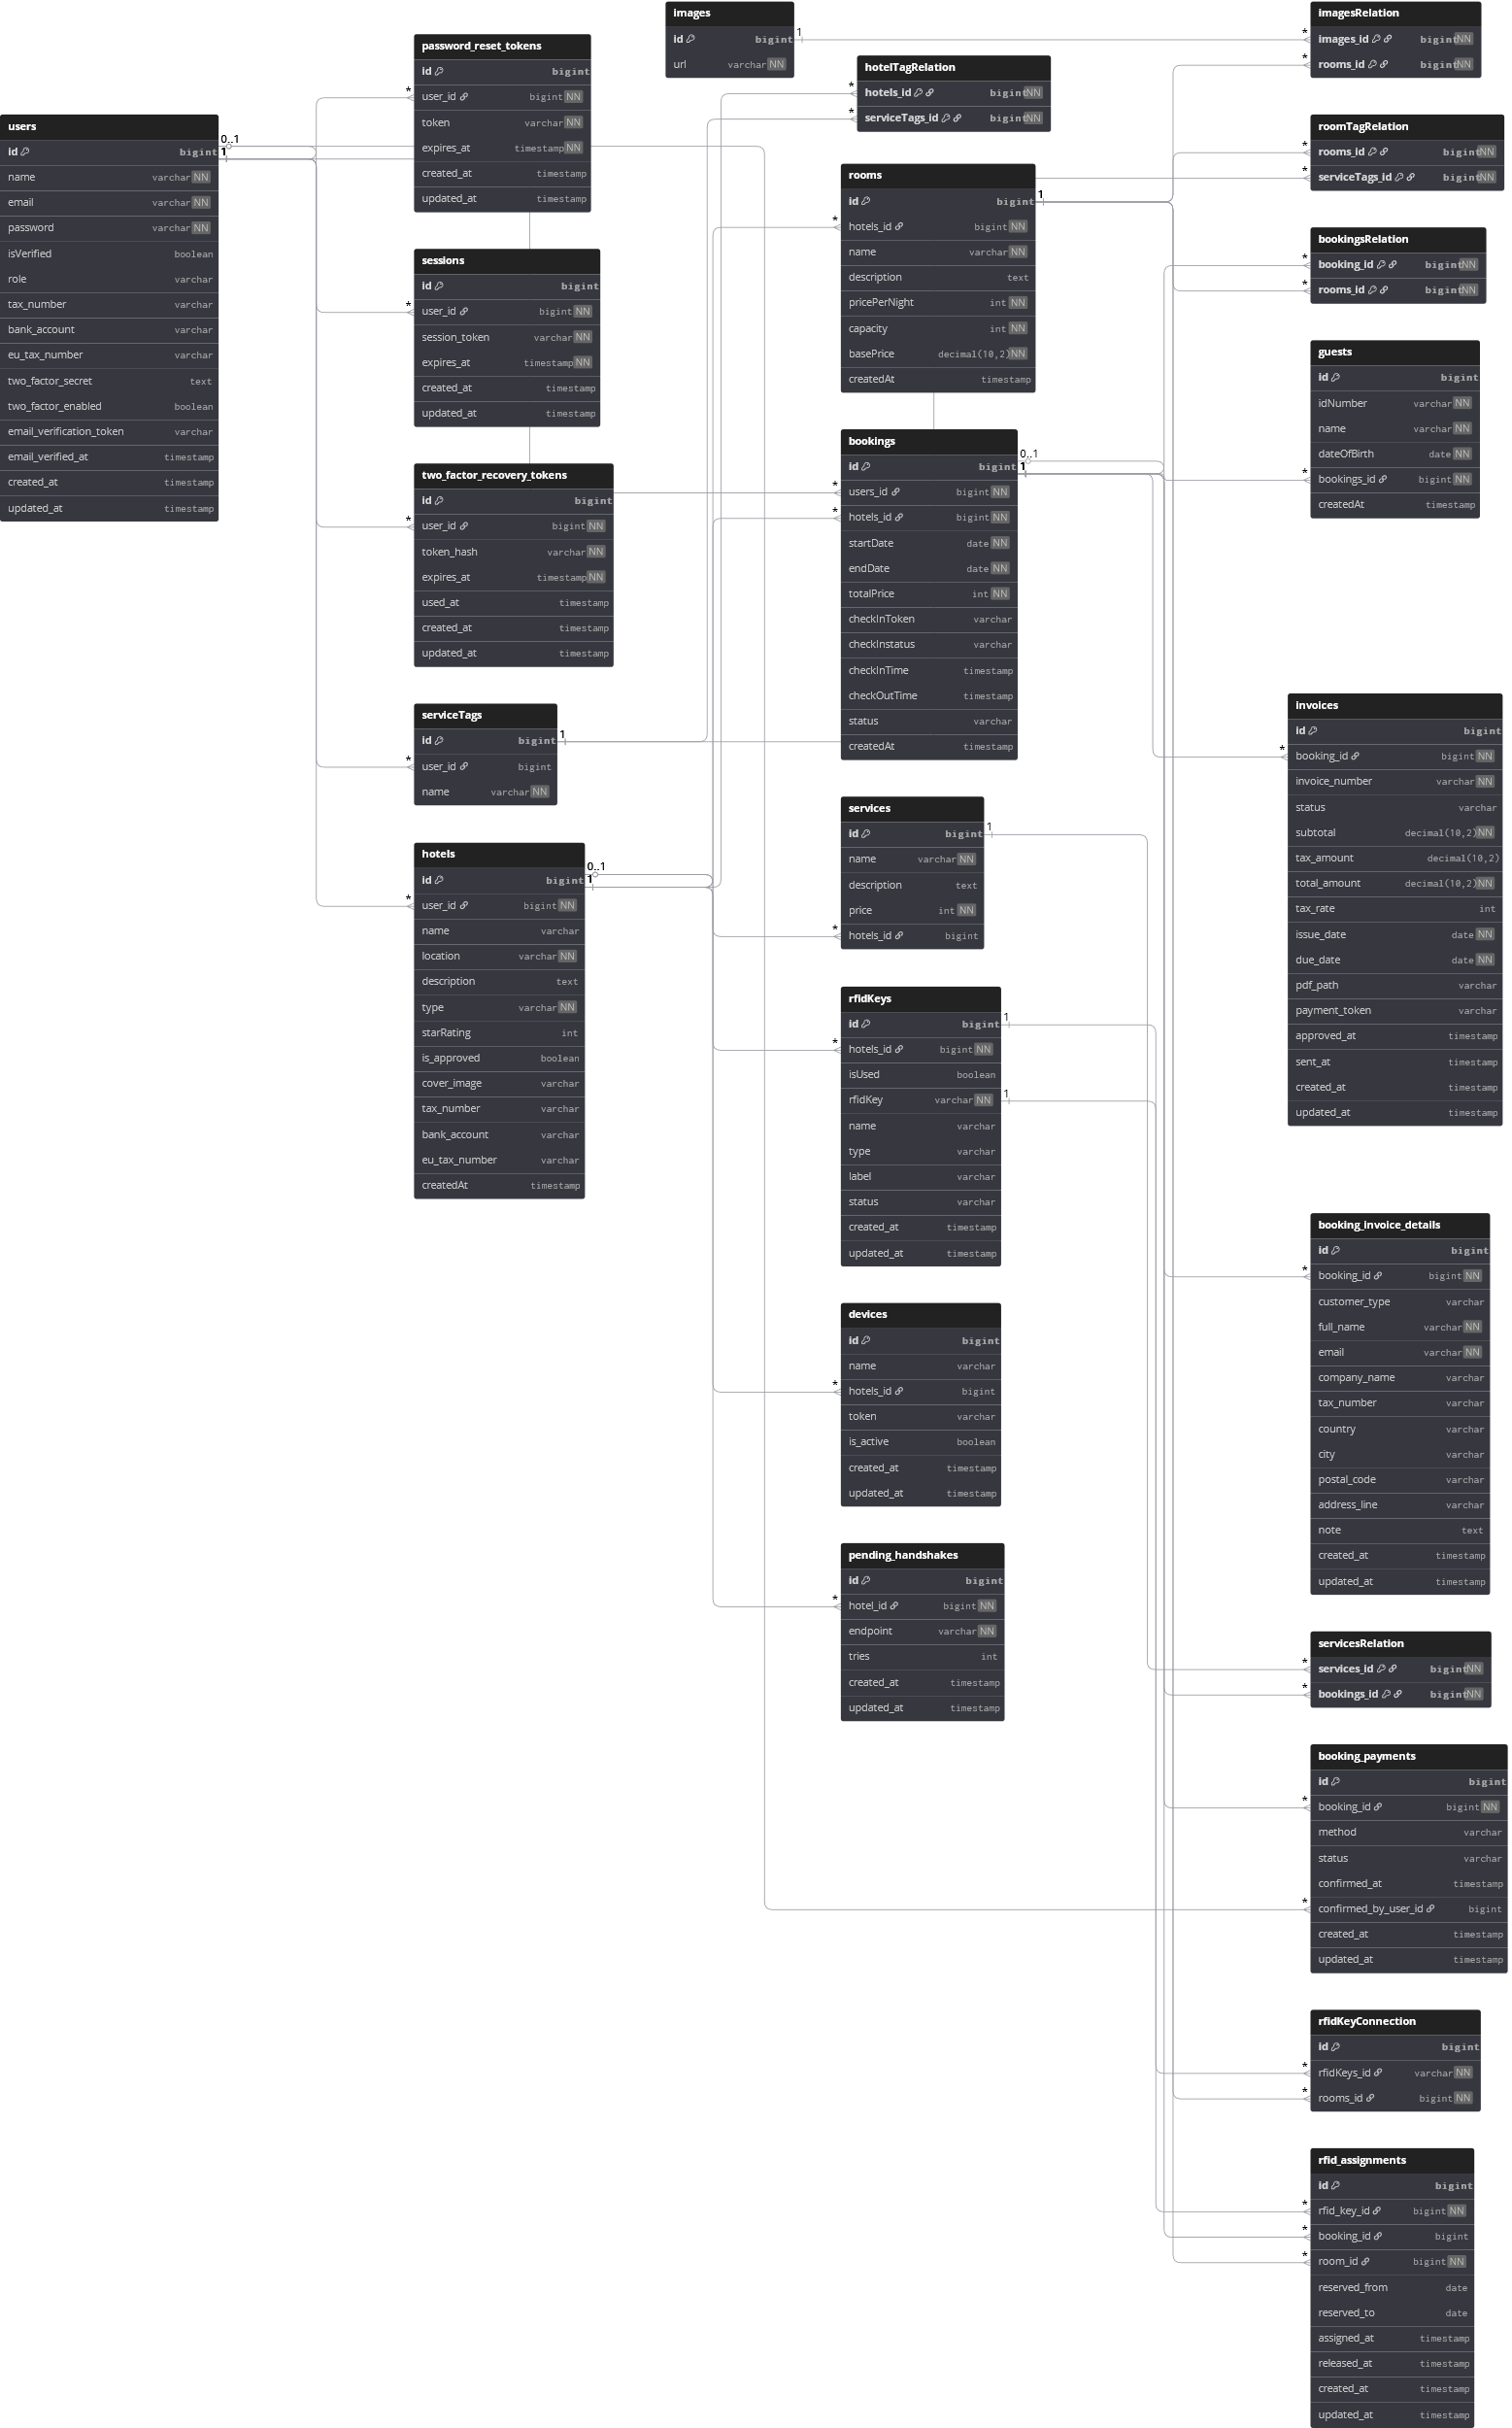 users
id bigint
name varchar NN
email varchar NN
password varchar NN
isVerified boolean
role varchar
tax_number varchar
bank_account varchar
eu_tax_number varchar
two_factor_secret text
two_factor_enabled boolean
email_verification_token varchar
email_verified_at timestamp
created_at timestamp
updated_at timestamp
0..1
1
password_reset_tokens
id bigint
* user_id bigint NN
token varchar NN
expires_at timestamp NN
created_at timestamp
updated_at timestamp
sessions
id bigint
* user_id bigint NN
session_token varchar NN
expires_at timestamp NN
created_at timestamp
updated_at timestamp
two_factor_recovery_tokens
id bigint
* user_id bigint NN
token_hash varchar NN
expires_at timestamp NN
used_at timestamp
created_at timestamp
updated_at timestamp
serviceTags
id bigint 1
* user_id bigint
name varchar NN
hotels
id bigint
0..1
1
* user_id bigint NN
name varchar
location varchar NN
description text
type varchar NN
starRating int
is_approved boolean
cover_image varchar
tax_number varchar
bank_account varchar
eu_tax_number varchar
createdAt timestamp
images
id bigint 1
url varchar NN
hotelTagRelation
* hotels_id bigint NN
* serviceTags_id bigint NN
rooms
id bigint 1
* hotels_id bigint NN
name varchar NN
description text
pricePerNight int NN
capacity int NN
basePrice decimal(10,2) NN
createdAt timestamp
bookings
id bigint
0..1
1
* users_id bigint NN
* hotels_id bigint NN
startDate date NN
endDate date NN
totalPrice int NN
checkInToken varchar
checkInstatus varchar
checkInTime timestamp
checkOutTime timestamp
status varchar
createdAt timestamp
services
id bigint 1
name varchar NN
description text
price int NN
* hotels_id bigint
rfidKeys
id bigint 1
* hotels_id bigint NN
isUsed boolean
rfidKey varchar NN 1
name varchar
type varchar
label varchar
status varchar
created_at timestamp
updated_at timestamp
devices
id bigint
name varchar
* hotels_id bigint
token varchar
is_active boolean
created_at timestamp
updated_at timestamp
pending_handshakes
id bigint
* hotel_id bigint NN
endpoint varchar NN
tries int
created_at timestamp
updated_at timestamp
imagesRelation
* images_id bigint NN
* rooms_id bigint NN
roomTagRelation
* rooms_id bigint NN
* serviceTags_id bigint NN
bookingsRelation
* booking_id bigint NN
* rooms_id bigint NN
guests
id bigint
idNumber varchar NN
name varchar NN
dateOfBirth date NN
* bookings_id bigint NN
createdAt timestamp
invoices
id bigint
* booking_id bigint NN
invoice_number varchar NN
status varchar
subtotal decimal(10,2) NN
tax_amount decimal(10,2)
total_amount decimal(10,2) NN
tax_rate int
issue_date date NN
due_date date NN
pdf_path varchar
payment_token varchar
approved_at timestamp
sent_at timestamp
created_at timestamp
updated_at timestamp
booking_invoice_details
id bigint
* booking_id bigint NN
customer_type varchar
full_name varchar NN
email varchar NN
company_name varchar
tax_number varchar
country varchar
city varchar
postal_code varchar
address_line varchar
note text
created_at timestamp
updated_at timestamp
servicesRelation
* services_id bigint NN
* bookings_id bigint NN
booking_payments
id bigint
* booking_id bigint NN
method varchar
status varchar
confirmed_at timestamp
* confirmed_by_user_id bigint
created_at timestamp
updated_at timestamp
rfidKeyConnection
id bigint
* rfidKeys_id varchar NN
* rooms_id bigint NN
rfid_assignments
id bigint
* rfid_key_id bigint NN
* booking_id bigint
* room_id bigint NN
reserved_from date
reserved_to date
assigned_at timestamp
released_at timestamp
created_at timestamp
updated_at timestamp